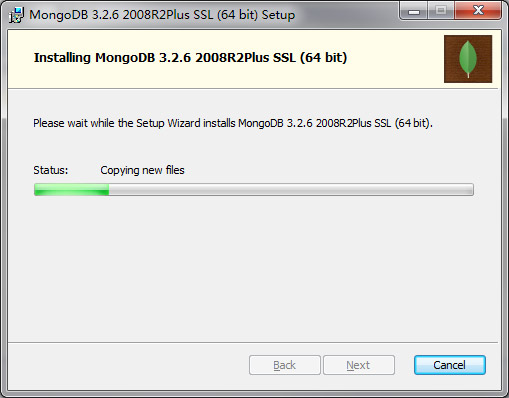 MongoDB 3.2.6 2008R2Plus SSL (64 bit) Setup
Installing MongoDB 3.2.6 2008R2Plus SSL (64 bit)
Please wait while the Setup Wizard installs MongoDB 3.2.6 2008R2Plus SSL (64 bit).
Status: Copying new files
Back Next Cancel